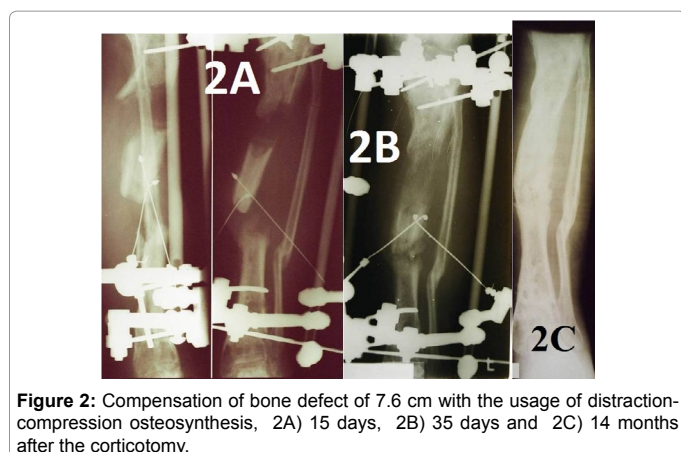 2A
2B
2C
L
Figure 2: Compensation of bone defect of 7.6 cm with the usage of distraction-
compression osteosynthesis, 2A) 15 days, 2B) 35 days and 2C) 14 months
after the corticotomy.